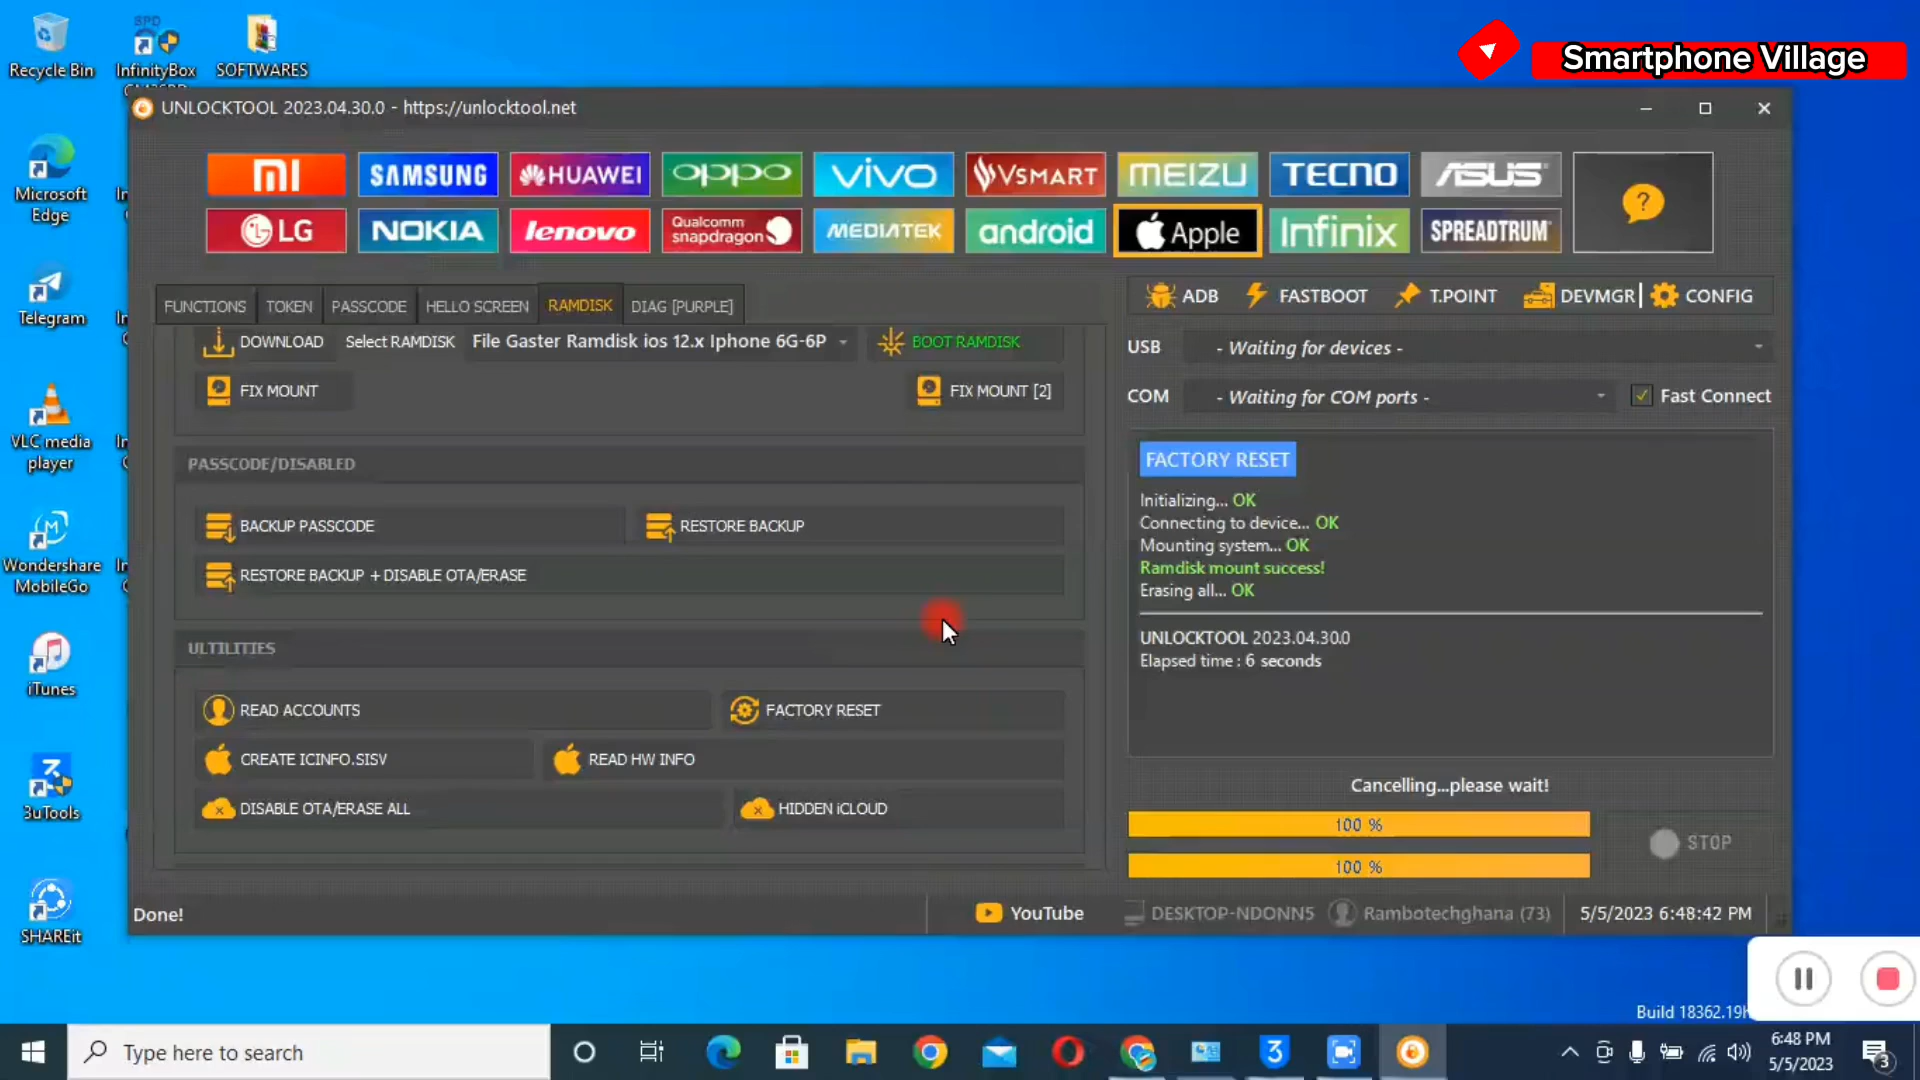 Smartphone Village
Recycle Bin
InfinityBox
SOFTWARES
Microsoft
Edge
Telegram
VLC media
player
Wondershare
MobileGo
iTunes
3uTools
SHAREit
UNLOCKTOOL 2023.04.30.0 - https://unlocktool.net
mi
SAMSUNG
HUAWEI
oppo
vivo
VSMART
MEIZU
TECNO
ASUS
LG
NOKIA
lenovo
Qualcomm
snapdragon
MEDIATEK
android
Apple
Infinix
SPREADTRUM
?
FUNCTIONS
TOKEN
PASSCODE
HELLO SCREEN
RAMDISK
DIAG [PURPLE]
DOWNLOAD
Select RAMDISK
File Gaster Ramdisk ios 12.x Iphone 6G-6P
BOOT RAMDISK
FIX MOUNT
FIX MOUNT [2]
PASSCODE/DISABLED
BACKUP PASSCODE
RESTORE BACKUP
RESTORE BACKUP + DISABLE OTA/ERASE
ULTILITIES
READ ACCOUNTS
FACTORY RESET
CREATE ICINFO.SISV
READ HW INFO
DISABLE OTA/ERASE ALL
HIDDEN iCLOUD
ADB
FASTBOOT
T.POINT
DEVMGR
CONFIG
USB
- Waiting for devices -
COM
- Waiting for COM ports -
Fast Connect
FACTORY RESET
Initializing... OK
Connecting to device... OK
Mounting system... OK
Ramdisk mount success!
Erasing all... OK
UNLOCKTOOL 2023.04.30.0
Elapsed time : 6 seconds
Cancelling...please wait!
100 %
100 %
STOP
Done!
YouTube
DESKTOP-NDONN5
Rambotechghana (73)
5/5/2023 6:48:42 PM
Type here to search
6:48 PM
5/5/2023
3